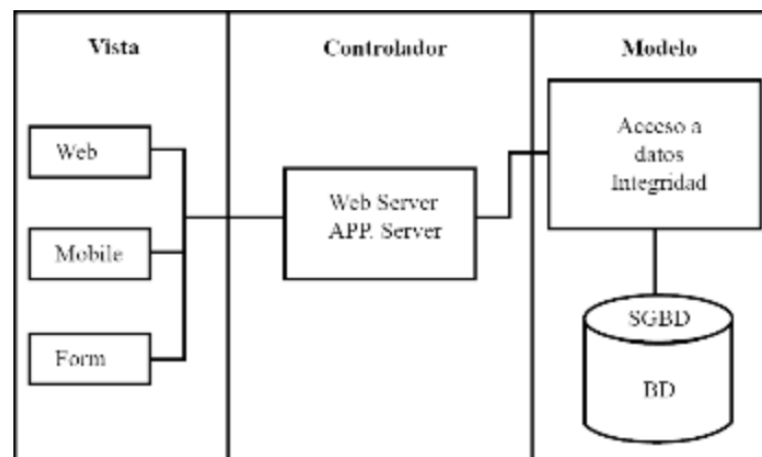 Vista
Controlador
Modelo
Web
Mobile
Form
Web Server
APP. Server
Acceso a
datos
Integridad
SGBD
BD